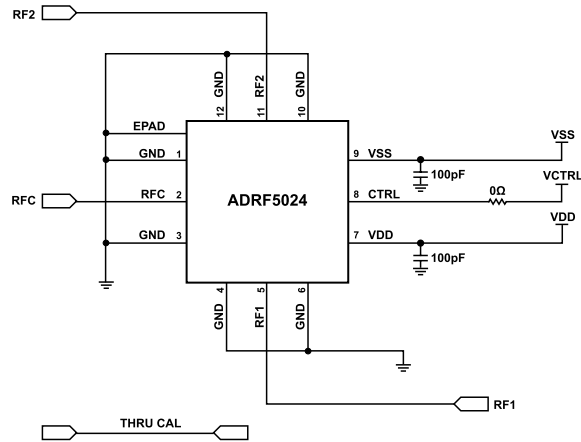 RF2
GND
RF2
GND
12
11
10
EPAD
GND 1
9 VSS
VSS
100pF
VCTRL
RFC
RFC 2
ADRF5024
8 CTRL
0Ω
VDD
GND 3
7 VDD
100pF
4
5
6
GND
RF1
GND
RF1
THRU CAL